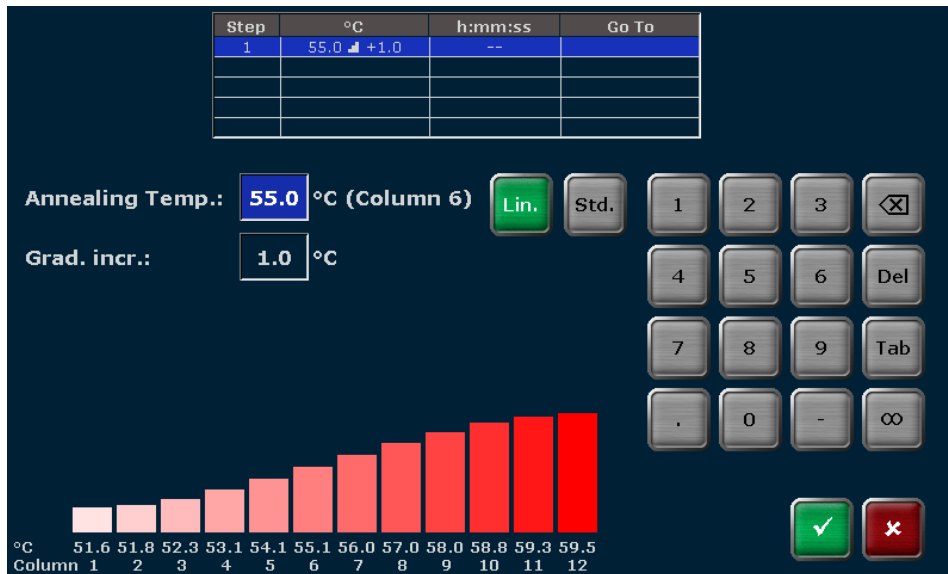 Step °C h:mm:ss Go To
1 55.0 +1.0 --
Annealing Temp.: 55.0 °C (Column 6) Lin. Std. 1 2 3
Grad. incr.: 1.0 °C
4 5 6 Del
7 8 9 Tab
. 0 - ∞
°C 51.6 51.8 52.3 53.1 54.1 55.1 56.0 57.0 58.0 58.8 59.3 59.5
Column 1 2 3 4 5 6 7 8 9 10 11 12